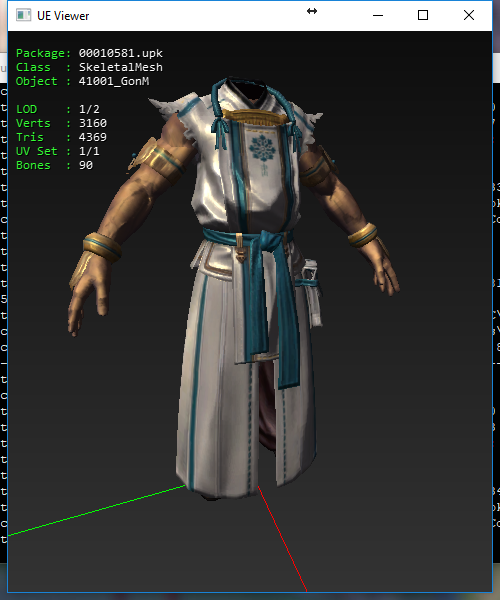 UE Viewer
Package: 00010581.upk
Class : SkeletalMesh
Object : 41001_GonM
LOD : 1/2
Verts : 3160
Tris : 4369
UV Set : 1/1
Bones : 90